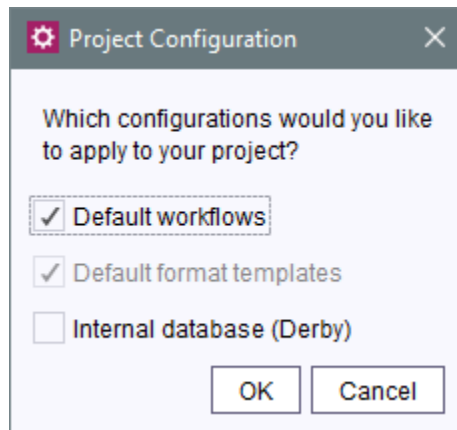 Project Configuration
Which configurations would you like
to apply to your project?
Default workflows
Default format templates
Internal database (Derby)
OK Cancel